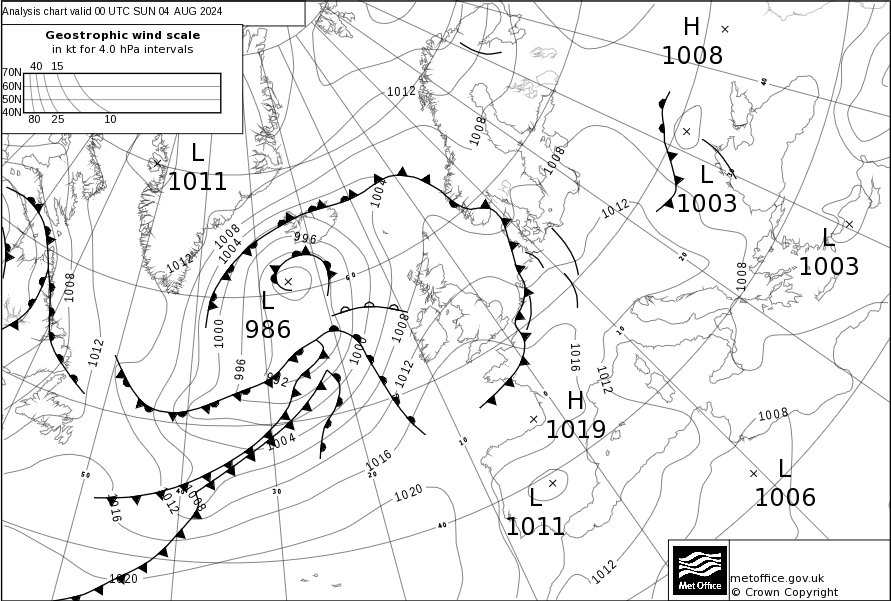 Analysis chart valid 00 UTC SUN 04 AUG 2024
Geostrophic wind scale
in kt for 4.0 hPa intervals
40 15
70N
60N
50N
40N
80 25 10
H
1008
40
1012
1008
1008
L
1011
L
1003
1004
1012
996
1008
1004
1012
L
1003
20
1008
60
1008
L
986
1000
1008
10
1012
1000
1016
996
992
1012
1012
0
H
1019
1008
1004
10
1016
20
50
40
30
L
1006
L
1011
1016
1012
1008
1020
40
1020
1012
Met Office
metoffice.gov.uk
© Crown Copyright